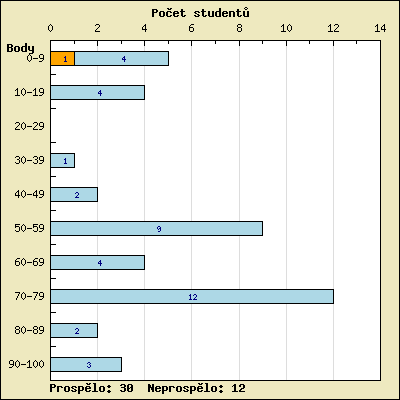 Počet studentů
0 2 4 6 8 10 12 14
Body
0-9 1 4
10-19 4
20-29
30-39 1
40-49 2
50-59 9
60-69 4
70-79 12
80-89 2
90-100 3
Prospělo: 30 Neprospělo: 12